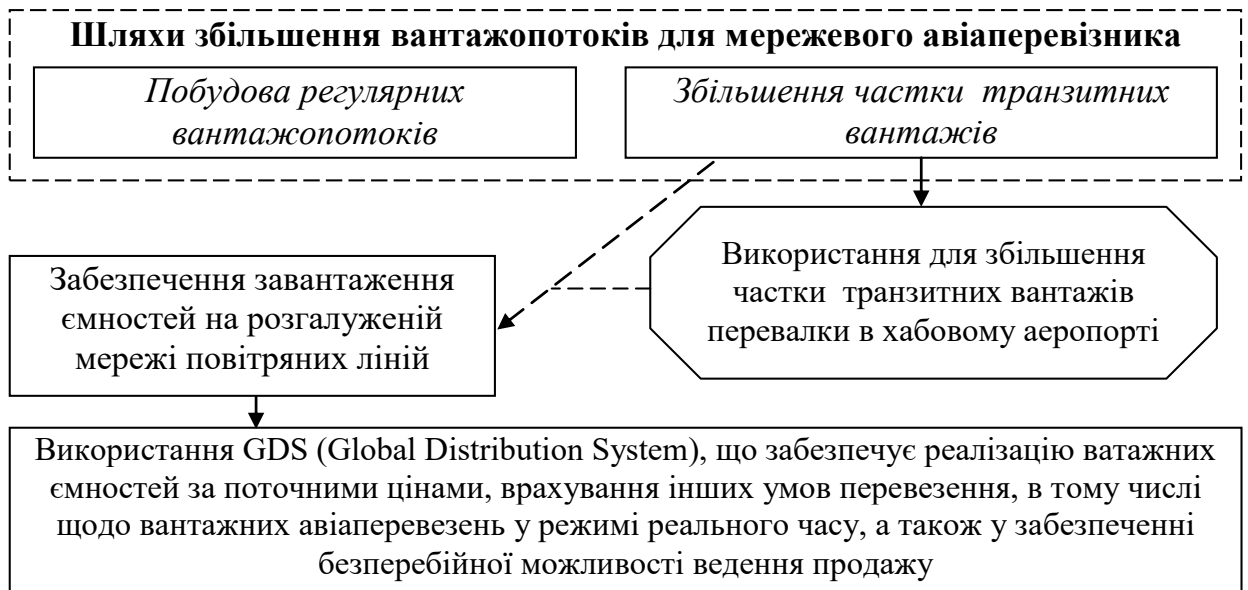 Шляхи збільшення вантажопотоків для мережевого авіаперевізника
Побудова регулярних
вантажопотоків
Збільшення частки транзитних
вантажів
Використання для збільшення
частки транзитних вантажів
перевалки в хабовому аеропорті
Забезпечення завантаження
ємностей на розгалуженій
мережі повітряних ліній
Використання GDS (Global Distribution System), що забезпечує реалізацію ватажних
ємностей за поточними цінами, врахування інших умов перевезення, в тому числі
щодо вантажних авіаперевезень у режимі реального часу, а також у забезпеченні
безперебійної можливості ведення продажу